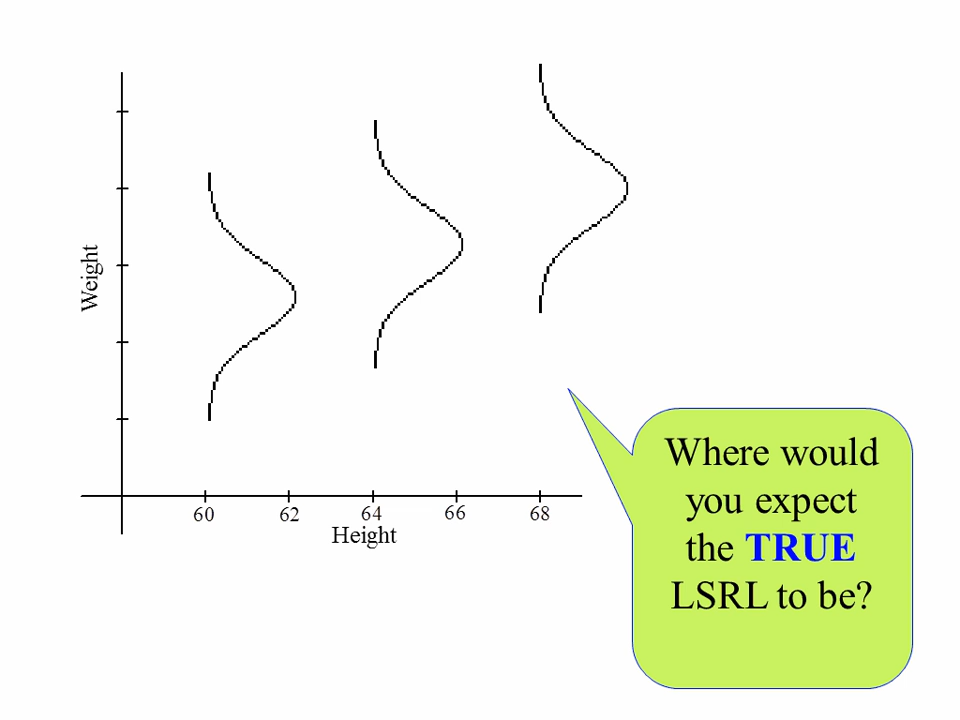 Weight
60 62 64 66 68
Height
Where would
you expect
the TRUE
LSRL to be?